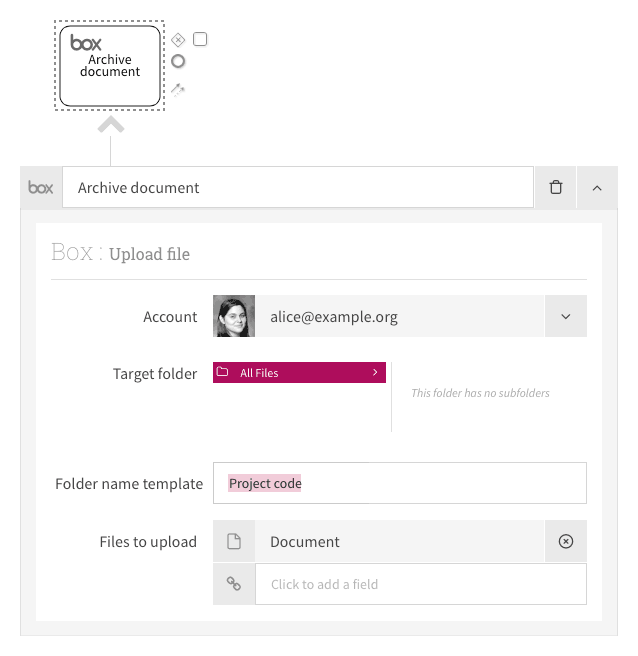 box
Archive
document
box
Archive document
Box : Upload file
Account
alice@example.org
Target folder
All Files
This folder has no subfolders
Folder name template
Project code
Files to upload
Document
Click to add a field